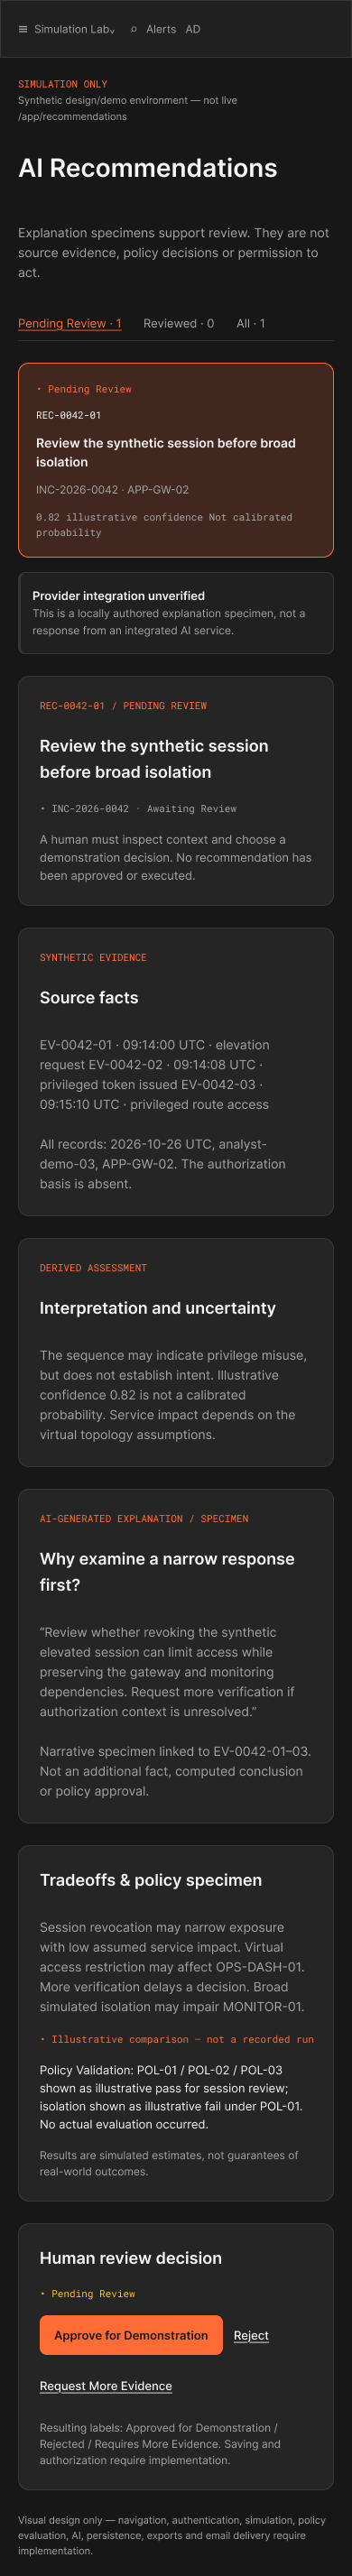 Simulation Lab
Alerts AD
SIMULATION ONLY
Synthetic design/demo environment — not live
/app/recommendations
AI Recommendations
Explanation specimens support review. They are not
source evidence, policy decisions or permission to
act.
Pending Review · 1 Reviewed · 0 All · 1
• Pending Review
REC-0042-01
Review the synthetic session before broad
isolation
INC-2026-0042 · APP-GW-02
0.82 illustrative confidence Not calibrated
probability
Provider integration unverified
This is a locally authored explanation specimen, not a
response from an integrated AI service.
REC-0042-01 / PENDING REVIEW
Review the synthetic session
before broad isolation
• INC-2026-0042 · Awaiting Review
A human must inspect context and choose a
demonstration decision. No recommendation has
been approved or executed.
SYNTHETIC EVIDENCE
Source facts
EV-0042-01 · 09:14:00 UTC · elevation
request EV-0042-02 · 09:14:08 UTC ·
privileged token issued EV-0042-03 ·
09:15:10 UTC · privileged route access
All records: 2026-10-26 UTC, analyst-
demo-03, APP-GW-02. The authorization
basis is absent.
DERIVED ASSESSMENT
Interpretation and uncertainty
The sequence may indicate privilege misuse,
but does not establish intent. Illustrative
confidence 0.82 is not a calibrated
probability. Service impact depends on the
virtual topology assumptions.
AI-GENERATED EXPLANATION / SPECIMEN
Why examine a narrow response
first?
“Review whether revoking the synthetic
elevated session can limit access while
preserving the gateway and monitoring
dependencies. Request more verification if
authorization context is unresolved.”
Narrative specimen linked to EV-0042-01–03.
Not an additional fact, computed conclusion
or policy approval.
Tradeoffs & policy specimen
Session revocation may narrow exposure
with low assumed service impact. Virtual
access restriction may affect OPS-DASH-01.
More verification delays a decision. Broad
simulated isolation may impair MONITOR-01.
• Illustrative comparison — not a recorded run
Policy Validation: POL-01 / POL-02 / POL-03
shown as illustrative pass for session review;
isolation shown as illustrative fail under POL-01.
No actual evaluation occurred.
Results are simulated estimates, not guarantees of
real-world outcomes.
Human review decision
• Pending Review
Approve for Demonstration Reject
Request More Evidence
Resulting labels: Approved for Demonstration /
Rejected / Requires More Evidence. Saving and
authorization require implementation.
Visual design only — navigation, authentication, simulation, policy
evaluation, AI, persistence, exports and email delivery require
implementation.